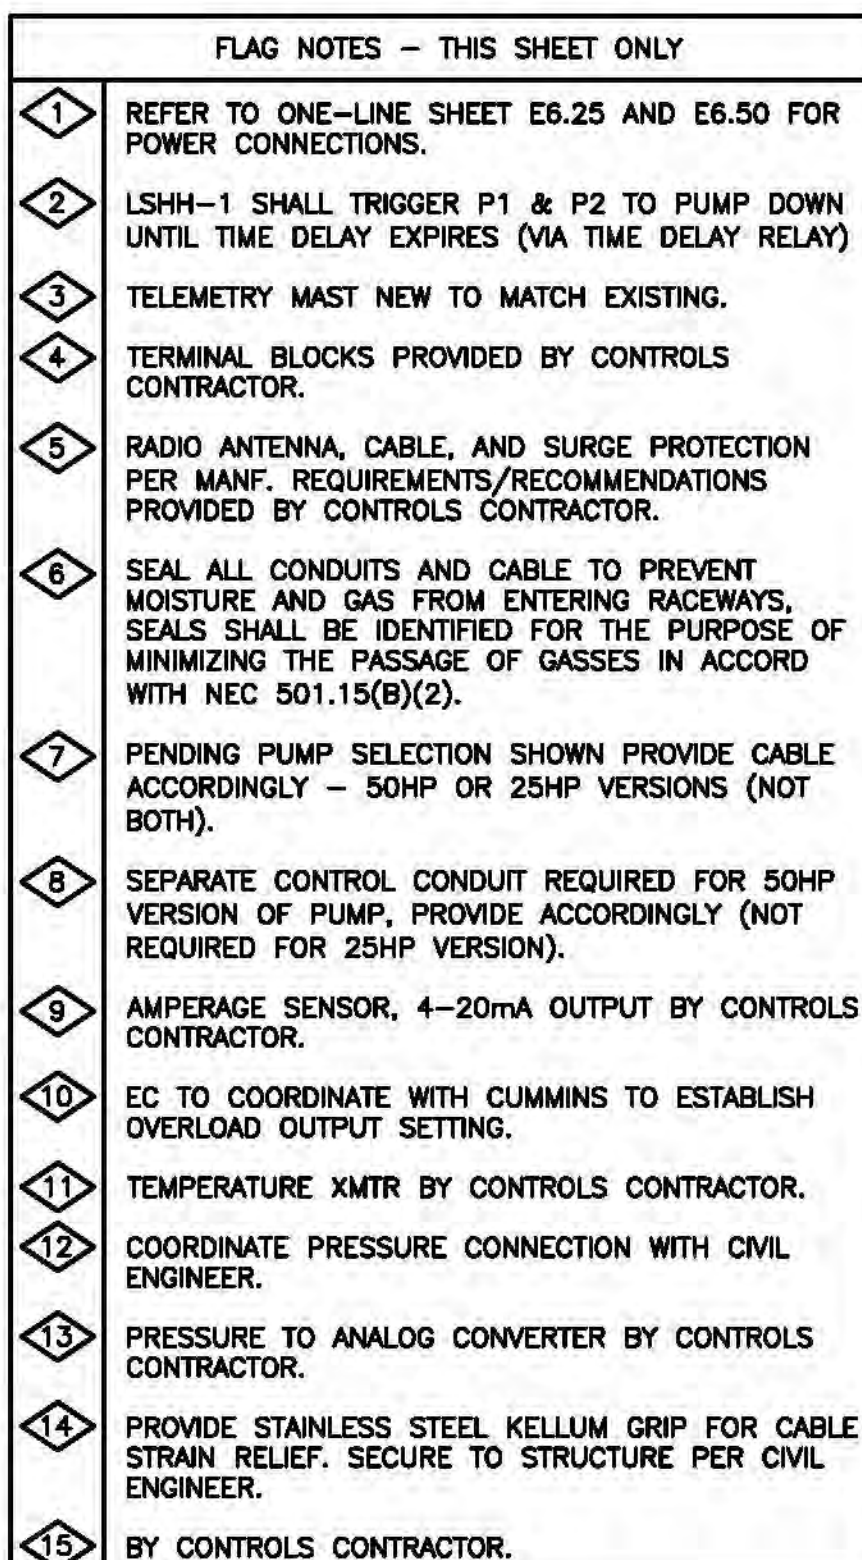 FLAG NOTES – THIS SHEET ONLY
1 REFER TO ONE–LINE SHEET E6.25 AND E6.50 FOR
POWER CONNECTIONS.
2 LSHH–1 SHALL TRIGGER P1 & P2 TO PUMP DOWN
UNTIL TIME DELAY EXPIRES (VIA TIME DELAY RELAY)
3 TELEMETRY MAST NEW TO MATCH EXISTING.
4 TERMINAL BLOCKS PROVIDED BY CONTROLS
CONTRACTOR.
5 RADIO ANTENNA, CABLE, AND SURGE PROTECTION
PER MANF. REQUIREMENTS/RECOMMENDATIONS
PROVIDED BY CONTROLS CONTRACTOR.
6 SEAL ALL CONDUITS AND CABLE TO PREVENT
MOISTURE AND GAS FROM ENTERING RACEWAYS,
SEALS SHALL BE IDENTIFIED FOR THE PURPOSE OF
MINIMIZING THE PASSAGE OF GASSES IN ACCORD
WITH NEC 501.15(B)(2).
7 PENDING PUMP SELECTION SHOWN PROVIDE CABLE
ACCORDINGLY – 50HP OR 25HP VERSIONS (NOT
BOTH).
8 SEPARATE CONTROL CONDUIT REQUIRED FOR 50HP
VERSION OF PUMP, PROVIDE ACCORDINGLY (NOT
REQUIRED FOR 25HP VERSION).
9 AMPERAGE SENSOR, 4–20mA OUTPUT BY CONTROLS
CONTRACTOR.
10 EC TO COORDINATE WITH CUMMINS TO ESTABLISH
OVERLOAD OUTPUT SETTING.
11 TEMPERATURE XMTR BY CONTROLS CONTRACTOR.
12 COORDINATE PRESSURE CONNECTION WITH CIVIL
ENGINEER.
13 PRESSURE TO ANALOG CONVERTER BY CONTROLS
CONTRACTOR.
14 PROVIDE STAINLESS STEEL KELLUM GRIP FOR CABLE
STRAIN RELIEF. SECURE TO STRUCTURE PER CIVIL
ENGINEER.
15 BY CONTROLS CONTRACTOR.